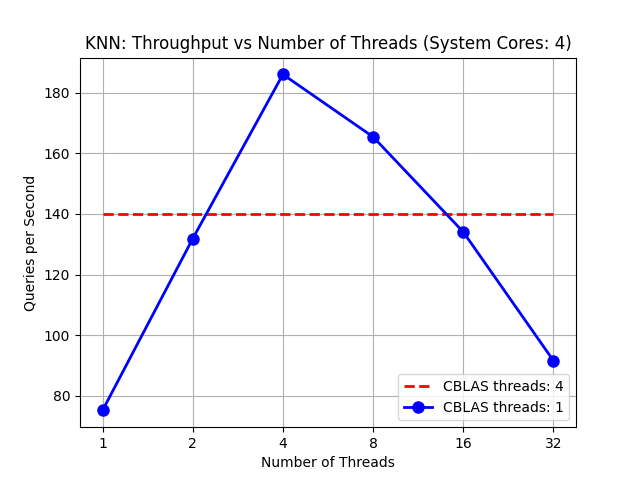 KNN: Throughput vs Number of Threads (System Cores: 4)
Queries per Second
180
160
140
120
100
80
CBLAS threads: 4
CBLAS threads: 1
1 2 4 8 16 32
Number of Threads